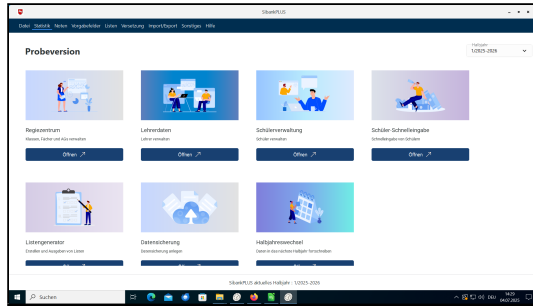 SibankPLUS
Datei Statistik Noten Vorgabefelder Listen Versetzung Import/Export Sonstiges Hilfe
Probeversion
Halbjahr
1/2025-2026
Regiezentrum
Klassen, Fächer und AGs verwalten
Öffnen
Lehrerdaten
Lehrer verwalten
Öffnen
Schülerverwaltung
Schüler verwalten
Öffnen
Schüler-Schnelleingabe
Schnelleingabe von Schülern
Öffnen
Listengenerator
Erstellen und Ausgeben von Listen
Datensicherung
Datensicherung anlegen
Halbjahreswechsel
Daten in das nächste Halbjahr fortschreiben
SibankPLUS aktuelles Halbjahr - 1/2025-2026
Suchen
DEU
14:29
04.07.2025